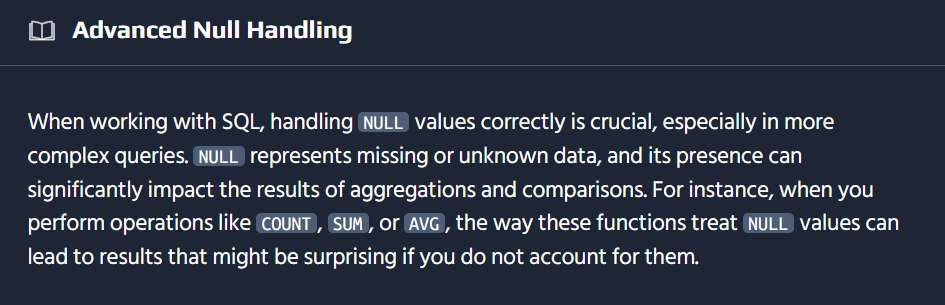 Advanced Null Handling
When working with SQL, handling NULL values correctly is crucial, especially in more
complex queries. NULL represents missing or unknown data, and its presence can
significantly impact the results of aggregations and comparisons. For instance, when you
perform operations like COUNT, SUM, or AVG, the way these functions treat NULL values can
lead to results that might be surprising if you do not account for them.